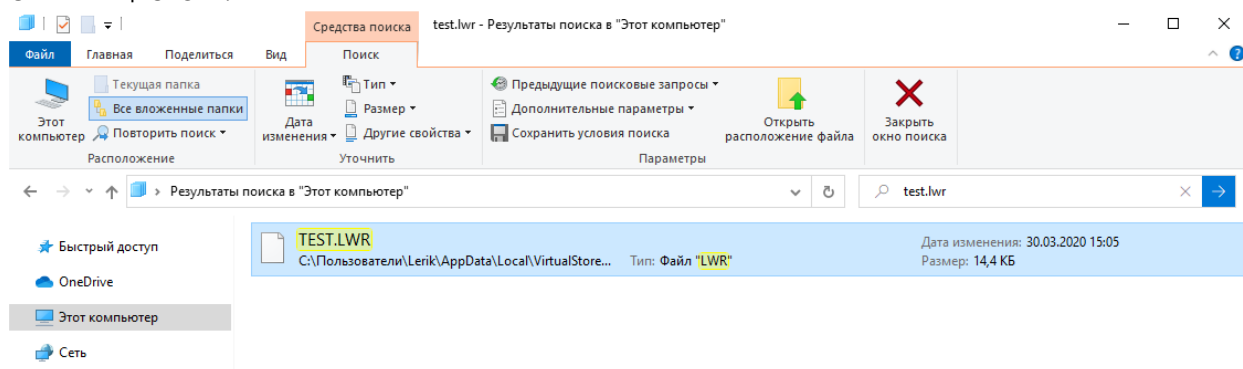 Средства поиска
test.lwr - Результаты поиска в "Этот компьютер"
Файл Главная Поделиться Вид Поиск
Этот компьютер
Текущая папка
Все вложенные папки
Повторить поиск
Расположение
Дата изменения
Тип
Размер
Другие свойства
Уточнить
Предыдущие поисковые запросы
Дополнительные параметры
Сохранить условия поиска
Открыть расположение файла
Параметры
Закрыть окно поиска
Результаты поиска в "Этот компьютер"
test.lwr
Быстрый доступ
OneDrive
Этот компьютер
Сеть
TEST.LWR
C:\Пользователи\Lerik\AppData\Local\VirtualStore... Тип: Файл "LWR"
Дата изменения: 30.03.2020 15:05
Размер: 14,4 КБ